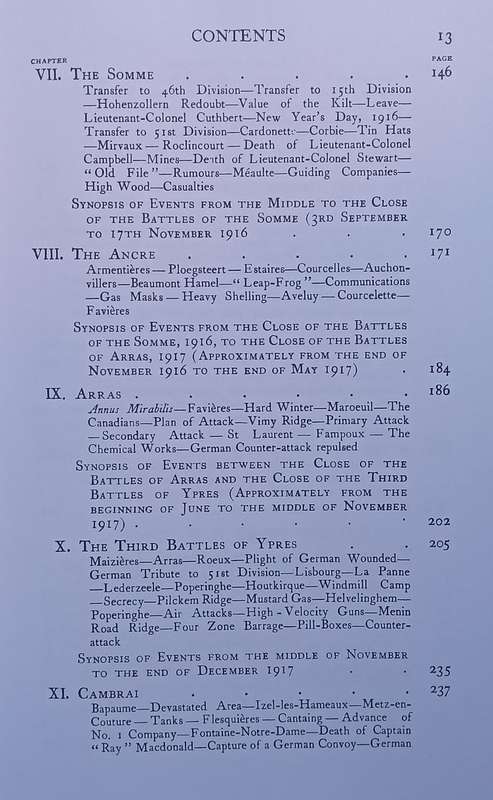 CONTENTS 13
CHAPTER PAGE
VII. THE SOMME . . . . . 146
Transfer to 46th Division—Transfer to 15th Division
—Hohenzollern Redoubt—Value of the Kilt—Leave—
Lieutenant-Colonel Cuthbert—New Year's Day, 1916—
Transfer to 51st Division—Cardonette—Corbie—Tin Hats
—Mirvaux—Roclincourt—Death of Lieutenant-Colonel
Campbell—Mines—Death of Lieutenant-Colonel Stewart—
"Old File"—Rumours—Méaulte—Guiding Companies—
High Wood—Casualties
SYNOPSIS OF EVENTS FROM THE MIDDLE TO THE CLOSE
OF THE BATTLES OF THE SOMME (3RD SEPTEMBER
TO 17TH NOVEMBER 1916 . . . 170
VIII. THE ANCRE . . . . . 171
Armentières—Ploegsteert—Estaires—Courcelles—Auchon-
villers—Beaumont Hamel—"Leap-Frog"—Communications
—Gas Masks—Heavy Shelling—Aveluy—Courcelette—
Favières
SYNOPSIS OF EVENTS FROM THE CLOSE OF THE BATTLES
OF THE SOMME, 1916, TO THE CLOSE OF THE BATTLES
OF ARRAS, 1917 (APPROXIMATELY FROM THE END OF
NOVEMBER 1916 TO THE END OF MAY 1917) . 184
IX. ARRAS . . . . . . 186
Annus Mirabilis—Favières—Hard Winter—Maroeuil—The
Canadians—Plan of Attack—Vimy Ridge—Primary Attack
—Secondary Attack—St Laurent—Fampoux—The
Chemical Works—German Counter-attack repulsed
SYNOPSIS OF EVENTS BETWEEN THE CLOSE OF THE
BATTLES OF ARRAS AND THE CLOSE OF THE THIRD
BATTLES OF YPRES (APPROXIMATELY FROM THE
BEGINNING OF JUNE TO THE MIDDLE OF NOVEMBER
1917) . . . . . . 202
X. THE THIRD BATTLES OF YPRES . . 205
Maizières—Arras—Roeux—Plight of German Wounded—
German Tribute to 51st Division—Lisbourg—La Panne
—Lederzeele—Poperinghe—Houtkirque—Windmill Camp
—Secrecy—Pilckem Ridge—Mustard Gas—Helvelinghem—
Poperinghe—Air Attacks—High-Velocity Guns—Menin
Road Ridge—Four Zone Barrage—Pill-Boxes—Counter-
attack
SYNOPSIS OF EVENTS FROM THE MIDDLE OF NOVEMBER
TO THE END OF DECEMBER 1917 . . 235
XI. CAMBRAI . . . . . 237
Bapaume—Devastated Area—Izel-les-Hameaux—Metz-en-
Couture—Tanks—Flesquières—Cantaing—Advance of
No. 1 Company—Fontaine-Notre-Dame—Death of Captain
"Ray" Macdonald—Capture of a German Convoy—German